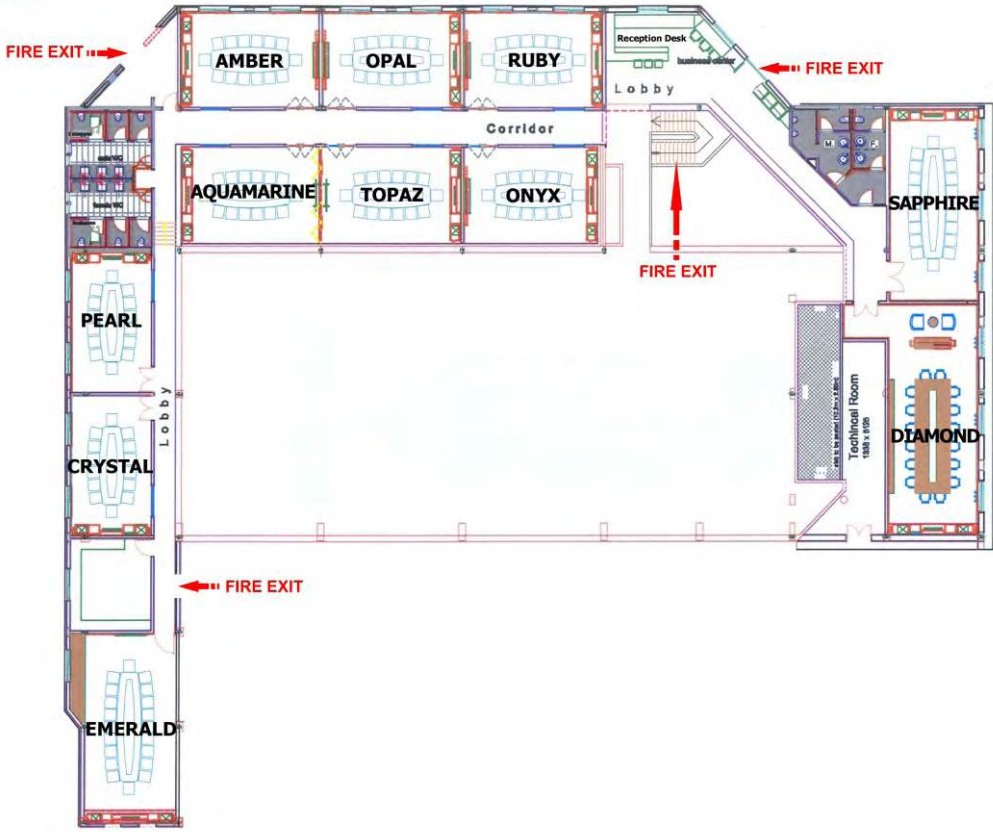 Reception Desk
FIRE EXIT
AMBER
OPAL
RUBY
business center
FIRE EXIT
Lobby
Corridor
M.
F.
AQUAMARINE
TOPAZ
ONYX
SAPPHIRE
FIRE EXIT
PEARL
Lobby
Techincal Room
CRYSTAL
DIAMOND
FIRE EXIT
EMERALD